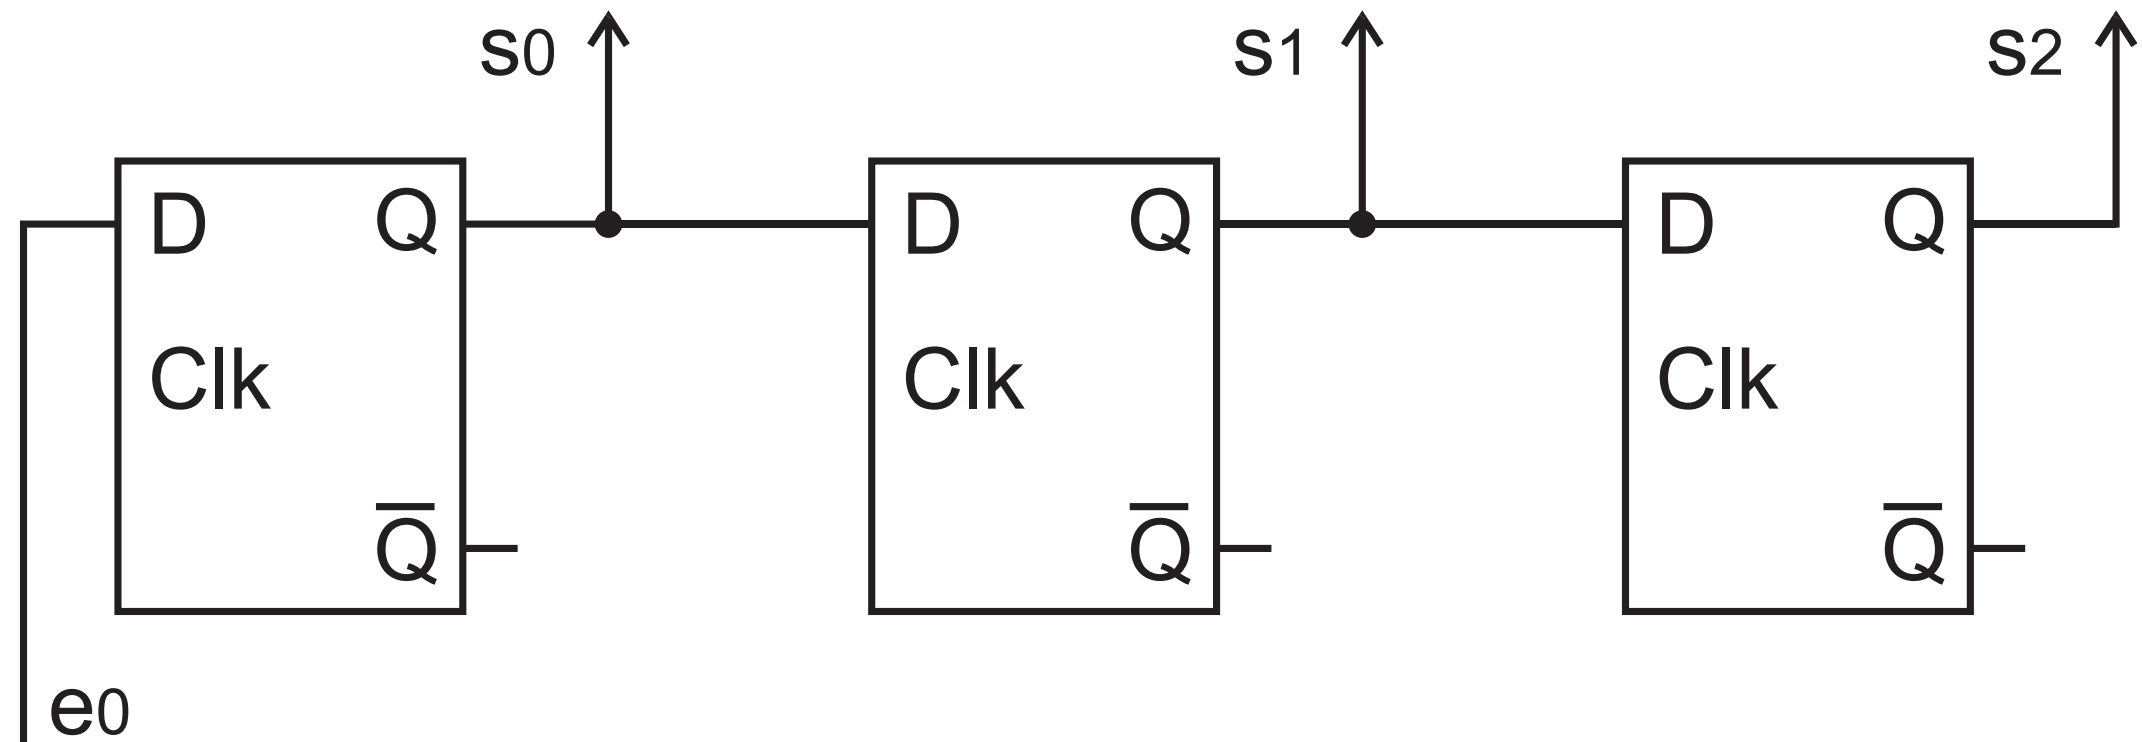 s0 s1 s2
D Q D Q D Q
Clk Clk Clk
Q̅ Q̅ Q̅
e0